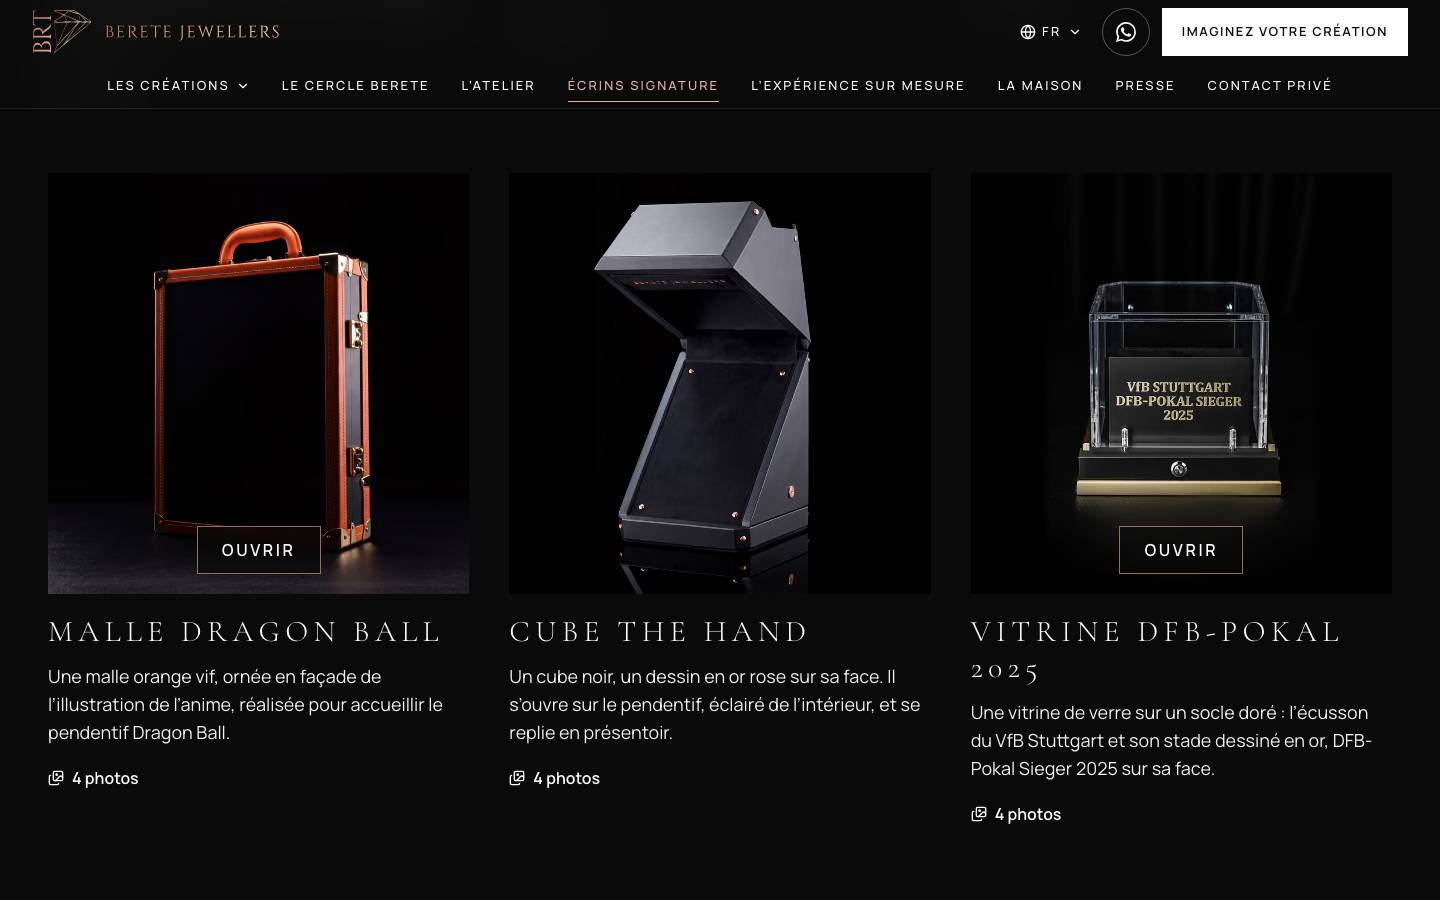 BRT
BERETE JEWELLERS
FR
IMAGINEZ VOTRE CRÉATION
LES CRÉATIONS
LE CERCLE BERETE
L'ATELIER
ÉCRINS SIGNATURE
L'EXPÉRIENCE SUR MESURE
LA MAISON
PRESSE
CONTACT PRIVÉ
VfB STUTTGART
DFB-POKAL SIEGER
2025
OUVRIR
OUVRIR
MALLE DRAGON BALL
Une malle orange vif, ornée en façade de
l’illustration de l’anime, réalisée pour accueillir le
pendentif Dragon Ball.
4 photos
CUBE THE HAND
Un cube noir, un dessin en or rose sur sa face. Il
s’ouvre sur le pendentif, éclairé de l’intérieur, et se
replie en présentoir.
4 photos
VITRINE DFB-POKAL
2025
Une vitrine de verre sur un socle doré : l’écusson
du VfB Stuttgart et son stade dessiné en or, DFB-
Pokal Sieger 2025 sur sa face.
4 photos